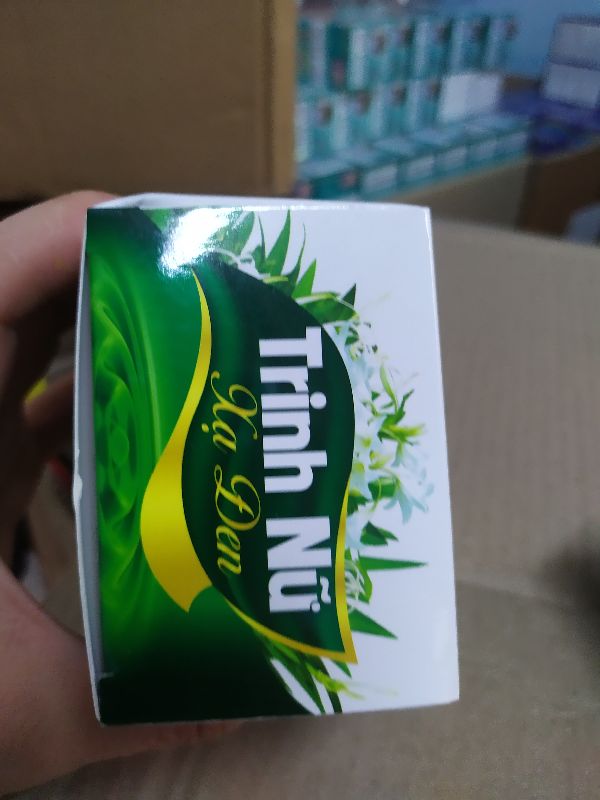 Trinh Nữ
Xạ Đen